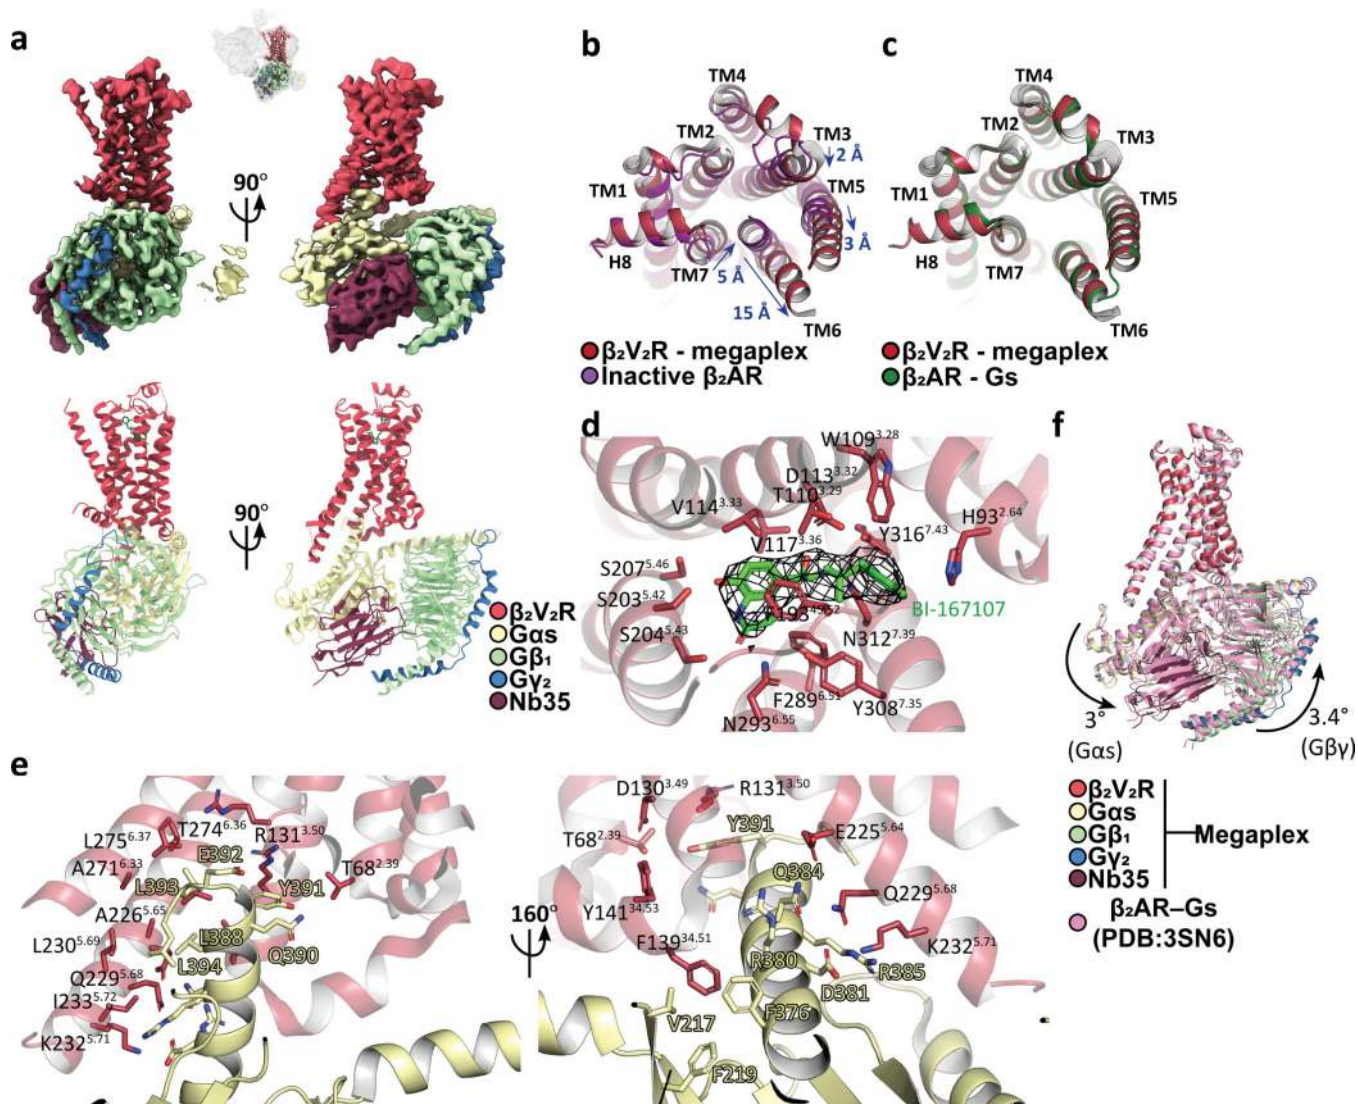 a
90°
90°
β₂V₂R
Gαs
Gβ₁
Gγ₂
Nb35
b
TM4
TM2
TM3
2 Å
TM1
TM5
3 Å
H8
TM7
5 Å
15 Å
TM6
β₂V₂R - megaplex
Inactive β₂AR
c
TM4
TM2
TM3
TM1
TM5
H8
TM7
TM6
β₂V₂R - megaplex
β₂AR - Gs
d
W109³·²⁸
D113³·³²
T110³·²⁹
V114³·³³
H93²·⁶⁴
Y316⁷·⁴³
V117³·³⁶
S207⁵·⁴⁶
S203⁵·⁴²
BI-167107
N312⁷·³⁹
S204⁵·⁴³
F289⁶·⁵¹
Y308⁷·³⁵
N293⁶·⁵⁵
e
T274⁶·³⁶
L275⁶·³⁷
R131³·⁵⁰
E392
A271⁶·³³
T68²·³⁹
L393
Y391
A226⁵·⁶⁵
L388
L230⁵·⁶⁹
Q390
L394
Q229⁵·⁶⁸
I233⁵·⁷²
K232⁵·⁷¹
160°
D130³·⁴⁹
R131³·⁵⁰
Y391
T68²·³⁹
E225⁵·⁶⁴
Q384
Q229⁵·⁶⁸
Y141³⁴·⁵³
K232⁵·⁷¹
F139³⁴·⁵¹
R380
R385
D381
F376
V217
F219
f
3°
(Gαs)
3.4°
(Gβγ)
β₂V₂R
Gαs
Gβ₁
Gγ₂
Nb35
Megaplex
β₂AR–Gs
(PDB:3SN6)